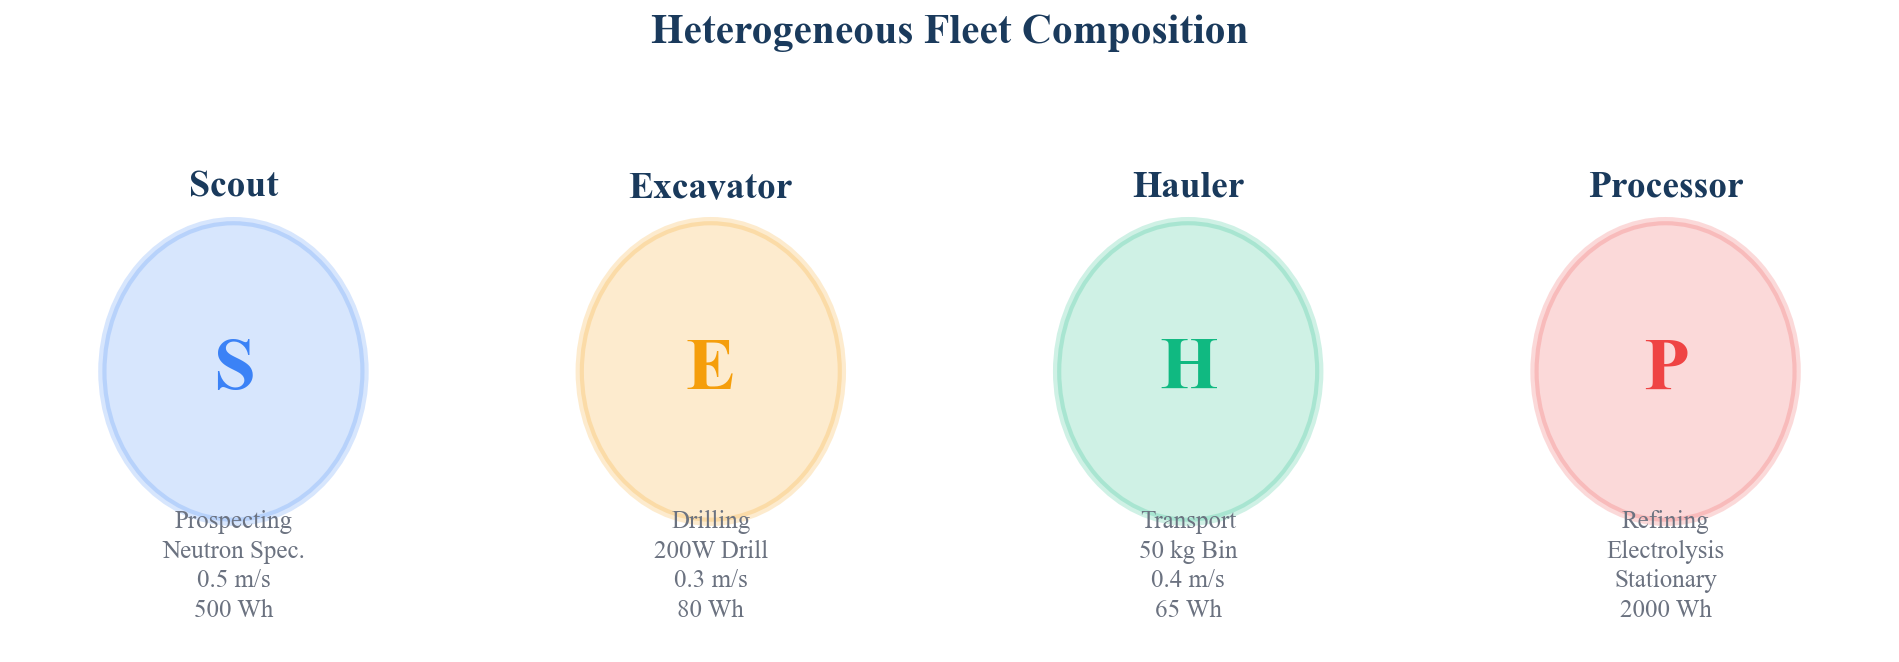 Heterogeneous Fleet Composition
Scout
Excavator
Hauler
Processor
S
E
H
P
Prospecting
Neutron Spec.
0.5 m/s
500 Wh
Drilling
200W Drill
0.3 m/s
80 Wh
Transport
50 kg Bin
0.4 m/s
65 Wh
Refining
Electrolysis
Stationary
2000 Wh